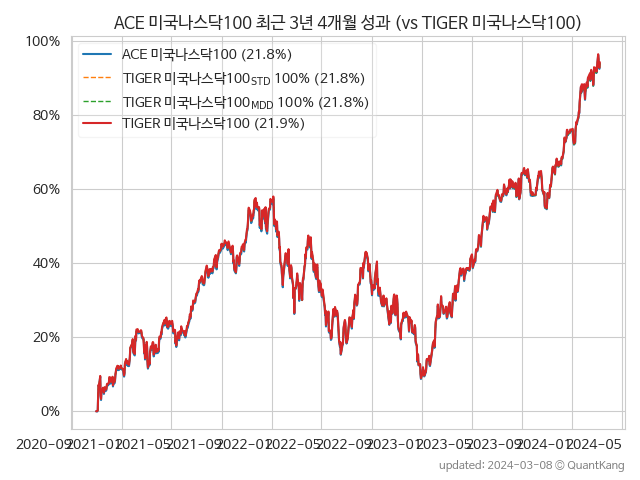 ACE 미국나스닥100 최근 3년 4개월 성과 (vs TIGER 미국나스닥100)
100%
80%
60%
40%
20%
0%
ACE 미국나스닥100 (21.8%)
TIGER 미국나스닥100STD 100% (21.8%)
TIGER 미국나스닥100MDD 100% (21.8%)
TIGER 미국나스닥100 (21.9%)
2020-09 2021-01 2021-05 2021-09 2022-01 2022-05 2022-09 2023-01 2023-05 2023-09 2024-01 2024-05
updated: 2024-03-08 © QuantKang